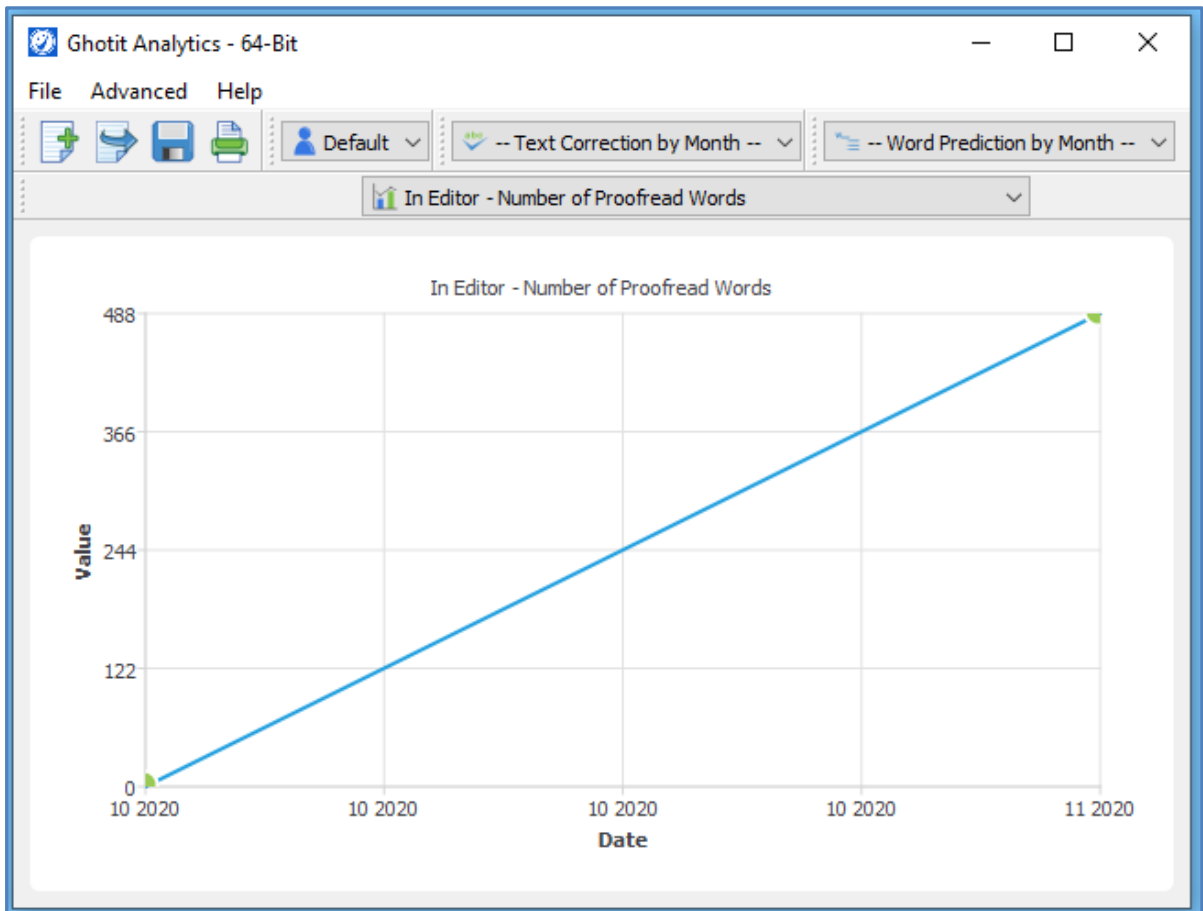 Ghotit Analytics - 64-Bit
File Advanced Help
Default -- Text Correction by Month -- -- Word Prediction by Month --
In Editor - Number of Proofread Words
In Editor - Number of Proofread Words
488
366
Value
244
122
0
10 2020 10 2020 10 2020 10 2020 11 2020
Date